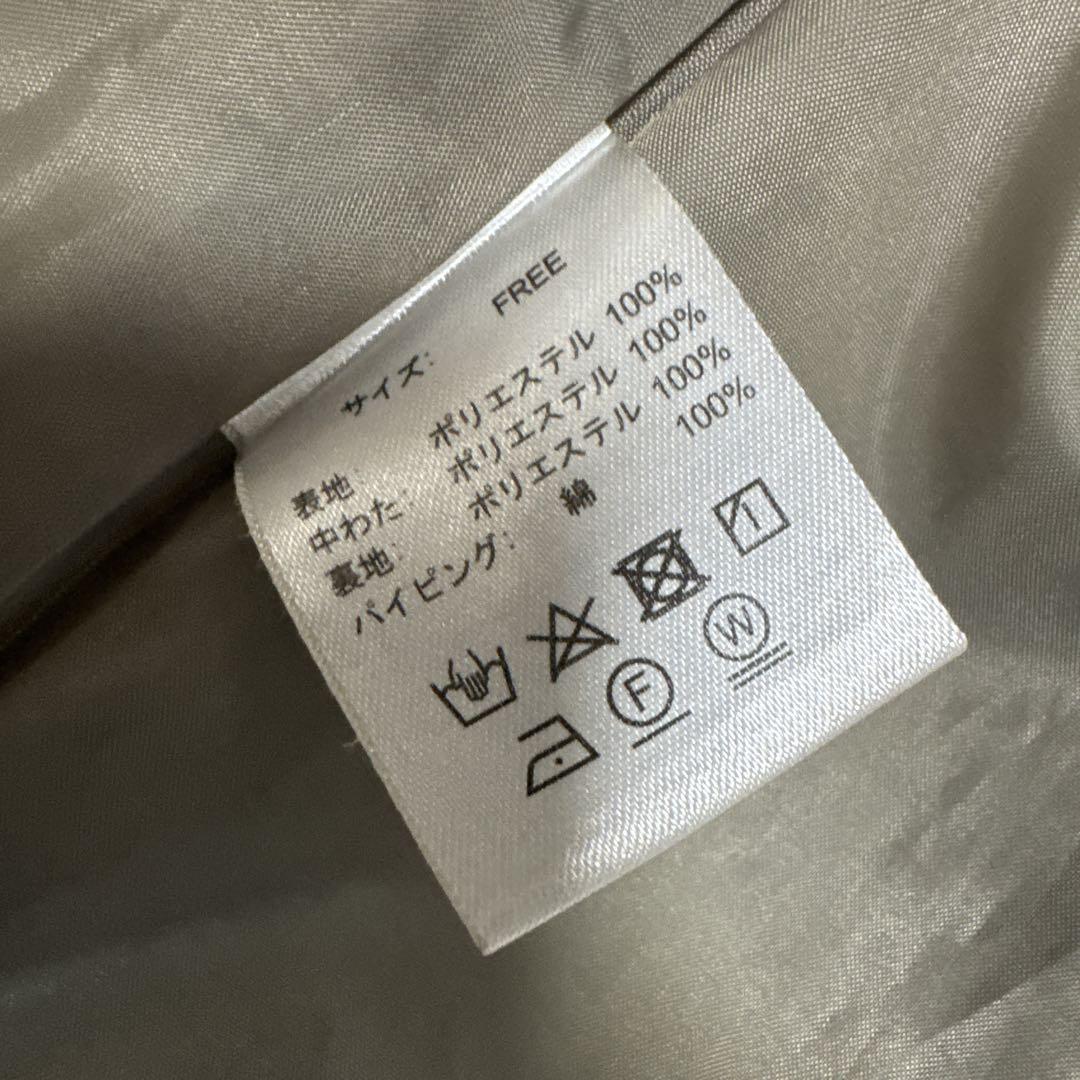 サイズ: FREE
表地: ポリエステル 100%
中わた: ポリエステル 100%
裏地: ポリエステル 100%
パイピング: 綿 100%
F
W